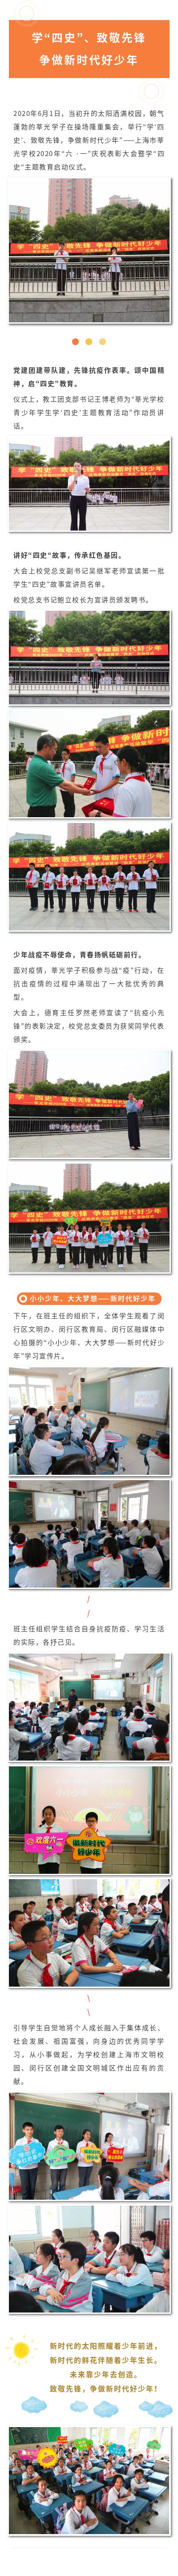 学“四史”、致敬先锋
争做新时代好少年
2020年6月1日，当初升的太阳洒满校园，朝气
蓬勃的莘光学子在操场隆重集会，举行“学‘四
史’、致敬先锋，争做新时代好少年”——上海市莘
光学校2020年“六·一”庆祝表彰大会暨学“四
史”主题教育启动仪式。
党建团建带队建，先锋抗疫作表率。颂中国精
神，启“四史”教育。
仪式上，教工团支部书记王博老师为“莘光学校
青少年学生学‘四史’主题教育活动”作动员讲
话。
讲好“四史”故事，传承红色基因。
大会上校党总支副书记吴继军老师宣读第一批
学生“四史”故事宣讲员名单。
校党总支书记鲍立校长为宣讲员颁发聘书。
争做新时
少年战疫不辱使命，青春扬帆砥砺前行。
面对疫情，莘光学子积极参与战“疫”行动，在
抗击疫情的过程中涌现出了一大批优秀的典
型。
大会上，德育主任罗然老师宣读了“抗疫小先
锋”的表彰决定，校党总支委员为获奖同学代表
颁奖。
小小少年、大大梦想——新时代好少年
下午，在班主任的组织下，全体学生观看了闵
行区文明办、闵行区教育局、闵行区融媒体中
心拍摄的“小小少年、大大梦想——新时代好少
年”学习宣传片。
/
/
班主任组织学生结合自身抗疫防疫、学习生活
的实际，各抒己见。
欢度六一
做新时代
好少年
\
\
引导学生自觉地将个人成长融入于集体成长、
社会发展、祖国富强，向身边的优秀同学学
习，从小事做起，为学校创建上海市文明校
园、闵行区创建全国文明城区作出应有的贡
献。
新时代的太阳照耀着少年前进，
新时代的鲜花伴随着少年生长。
未来靠少年去创造。
致敬先锋，争做新时代好少年！